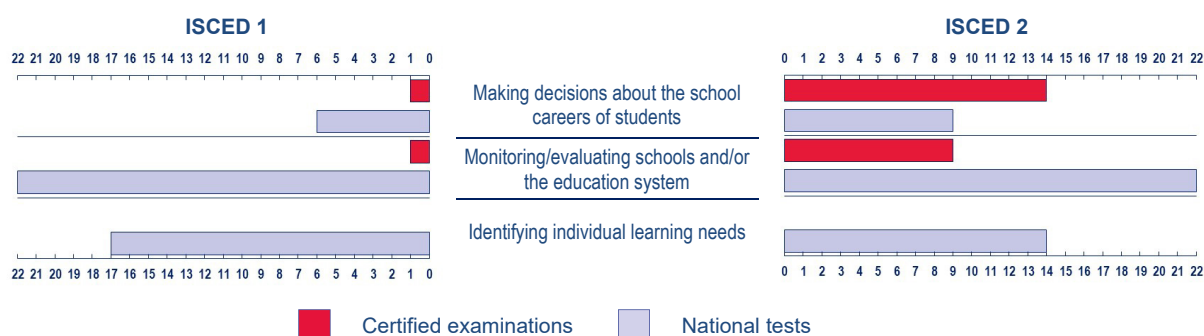 ISCED 1
ISCED 2
22 21 20 19 18 17 16 15 14 13 12 11 10 9 8 7 6 5 4 3 2 1 0
0 1 2 3 4 5 6 7 8 9 10 11 12 13 14 15 16 17 18 19 20 21 22
Making decisions about the school
careers of students
Monitoring/evaluating schools and/or
the education system
Identifying individual learning needs
22 21 20 19 18 17 16 15 14 13 12 11 10 9 8 7 6 5 4 3 2 1 0
0 1 2 3 4 5 6 7 8 9 10 11 12 13 14 15 16 17 18 19 20 21 22
Certified examinations
National tests